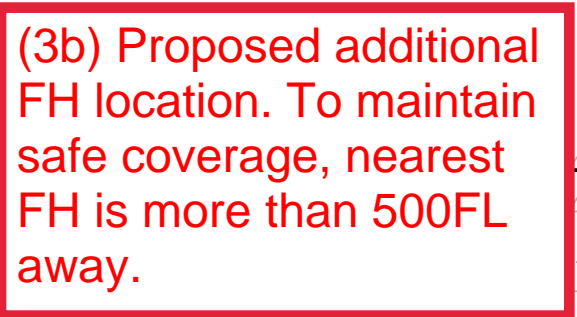 (3b) Proposed additional
FH location. To maintain
safe coverage, nearest
FH is more than 500FL
away.